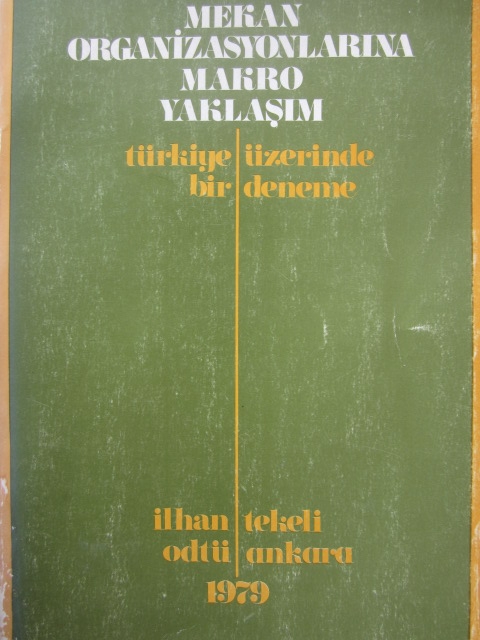 MEKAN
ORGANİZASYONLARINA
MAKRO
YAKLAŞIM
türkiye üzerinde
bir deneme
ilhan tekeli
odtü ankara
1979